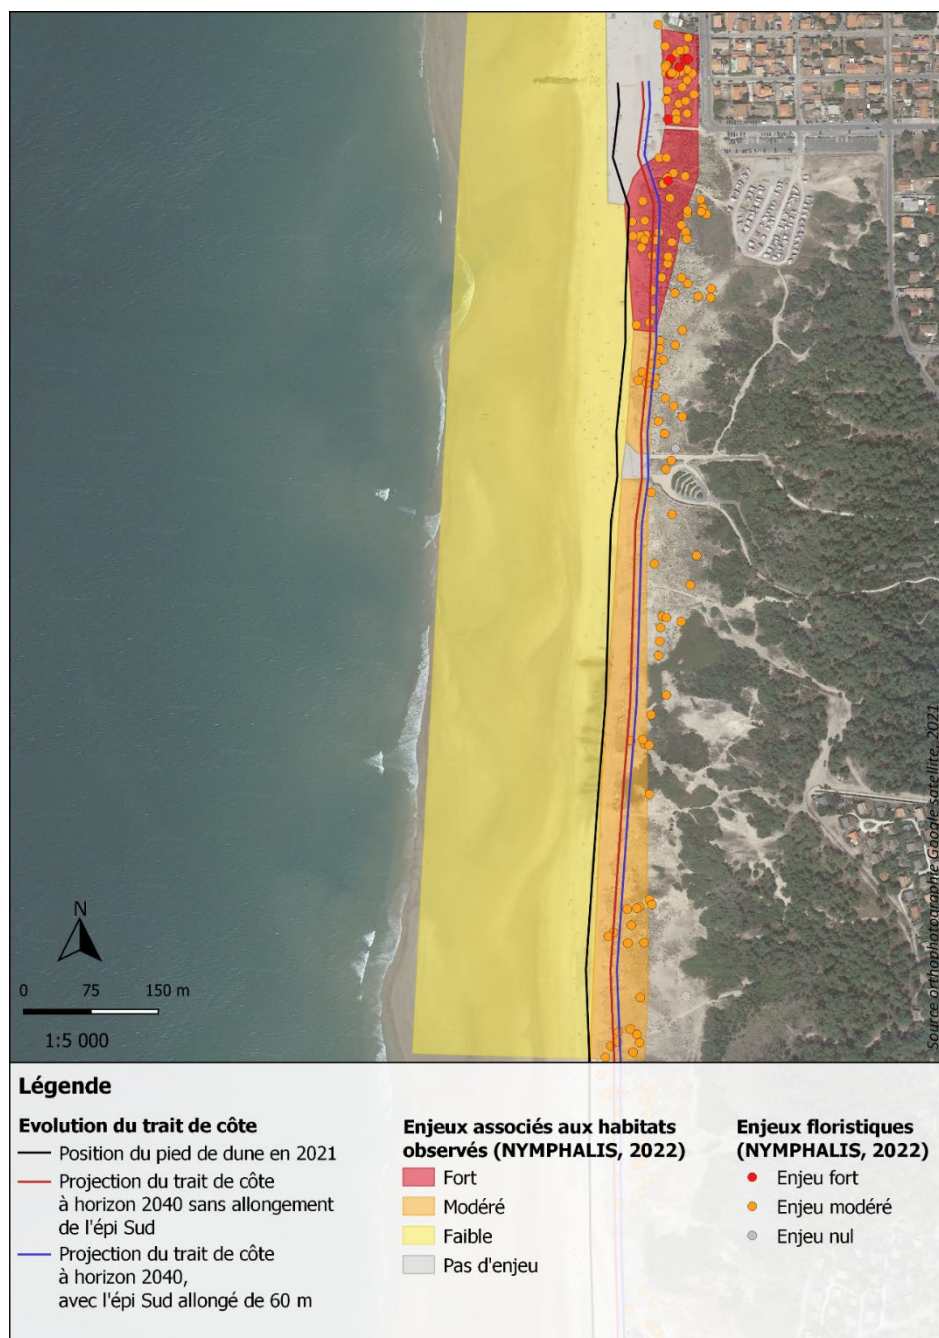 Source orthophotographie Google satellite, 2021
N
0 75 150 m
1:5 000
Légende
Evolution du trait de côte
Position du pied de dune en 2021
Projection du trait de côte
à horizon 2040 sans allongement
de l'épi Sud
Projection du trait de côte
à horizon 2040,
avec l'épi Sud allongé de 60 m
Enjeux associés aux habitats
observés (NYMPHALIS, 2022)
Fort
Modéré
Faible
Pas d'enjeu
Enjeux floristiques
(NYMPHALIS, 2022)
Enjeu fort
Enjeu modéré
Enjeu nul